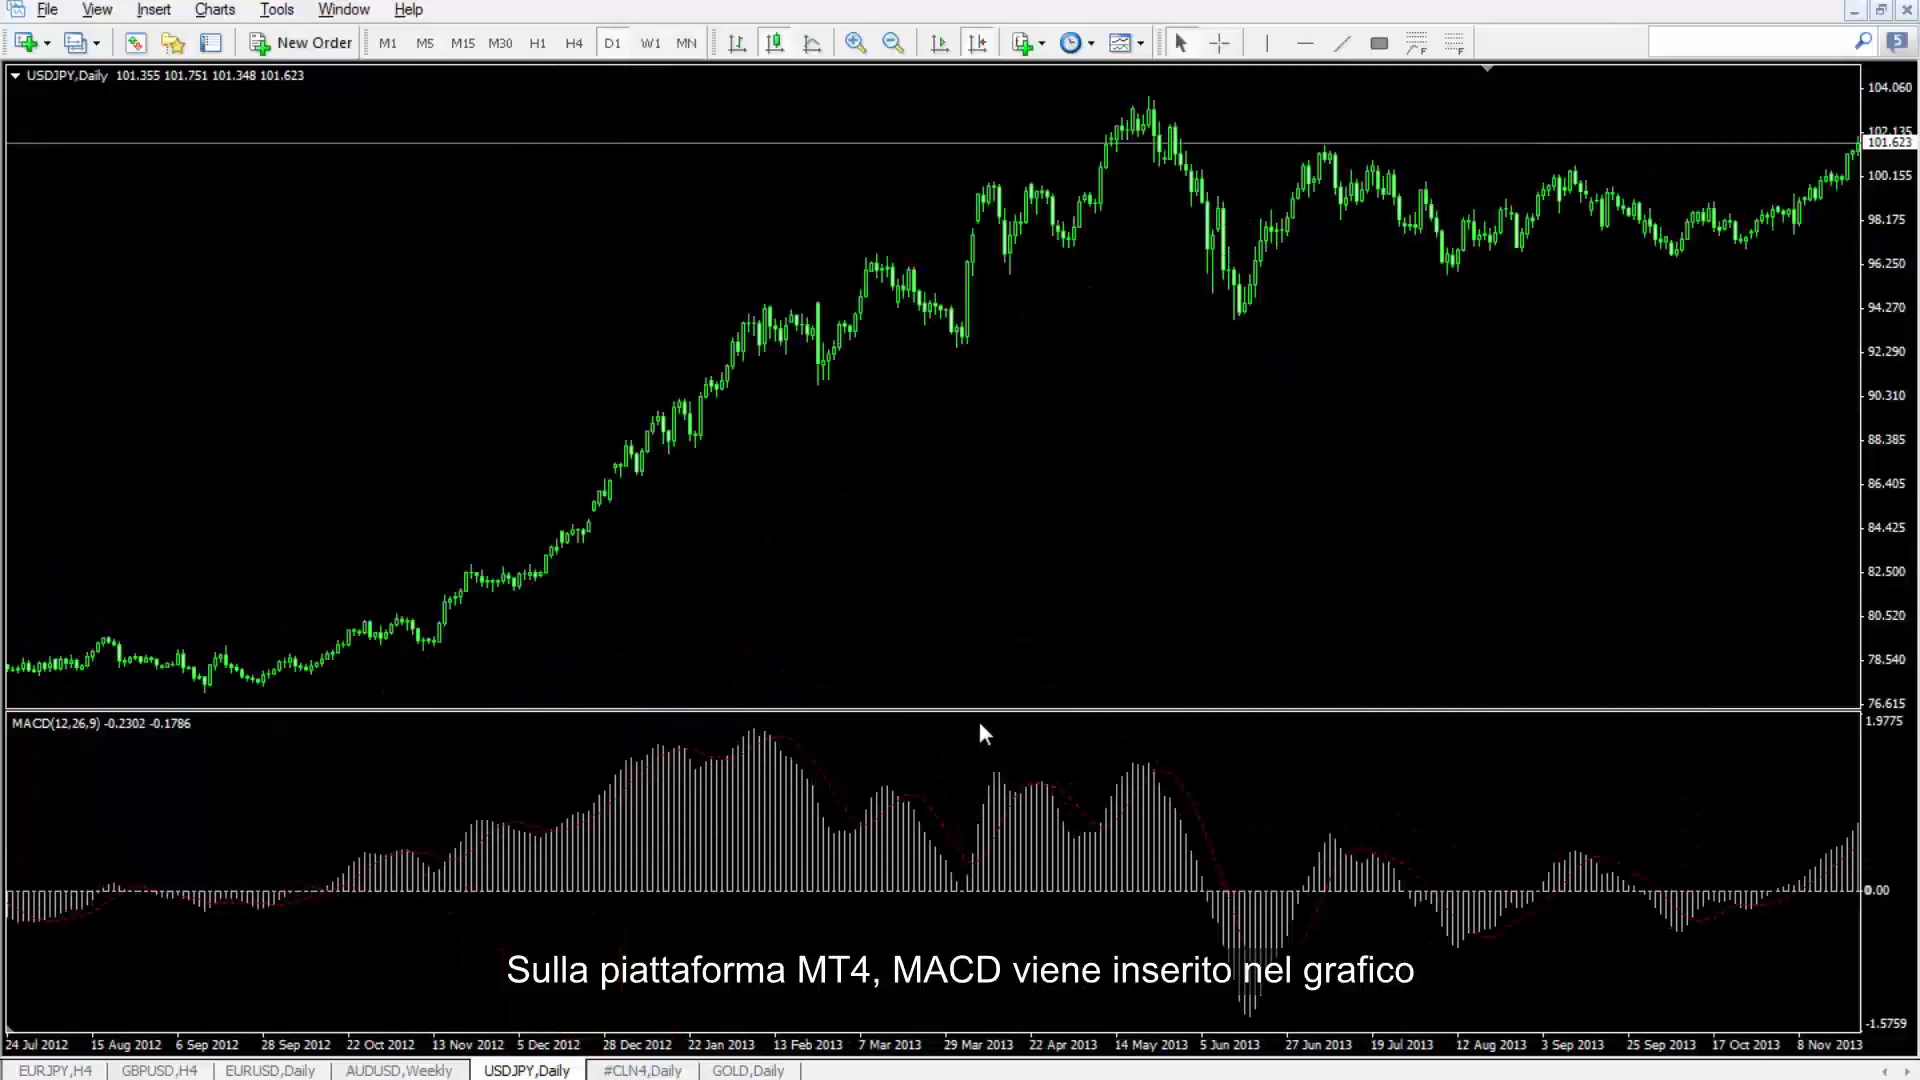 File View Insert Charts Tools Window Help
New Order M1 M5 M15 M30 H1 H4 D1 W1 MN 5
USDJPY,Daily 101.355 101.751 101.348 101.623
104.060
102.135
101.623
100.155
98.175
96.250
94.270
92.290
90.310
88.385
86.405
84.425
82.500
80.520
78.540
76.615
MACD(12,26,9) -0.2302 -0.1786
1.9775
0.00
-1.5759
Sulla piattaforma MT4, MACD viene inserito nel grafico
24 Jul 2012 15 Aug 2012 6 Sep 2012 28 Sep 2012 22 Oct 2012 13 Nov 2012 5 Dec 2012 28 Dec 2012 22 Jan 2013 13 Feb 2013 7 Mar 2013 29 Mar 2013 22 Apr 2013 14 May 2013 5 Jun 2013 27 Jun 2013 19 Jul 2013 12 Aug 2013 3 Sep 2013 25 Sep 2013 17 Oct 2013 8 Nov 2013
EURJPY,H4 GBPUSD,H4 EURUSD,Daily AUDUSD,Weekly USDJPY,Daily #CLN4,Daily GOLD,Daily